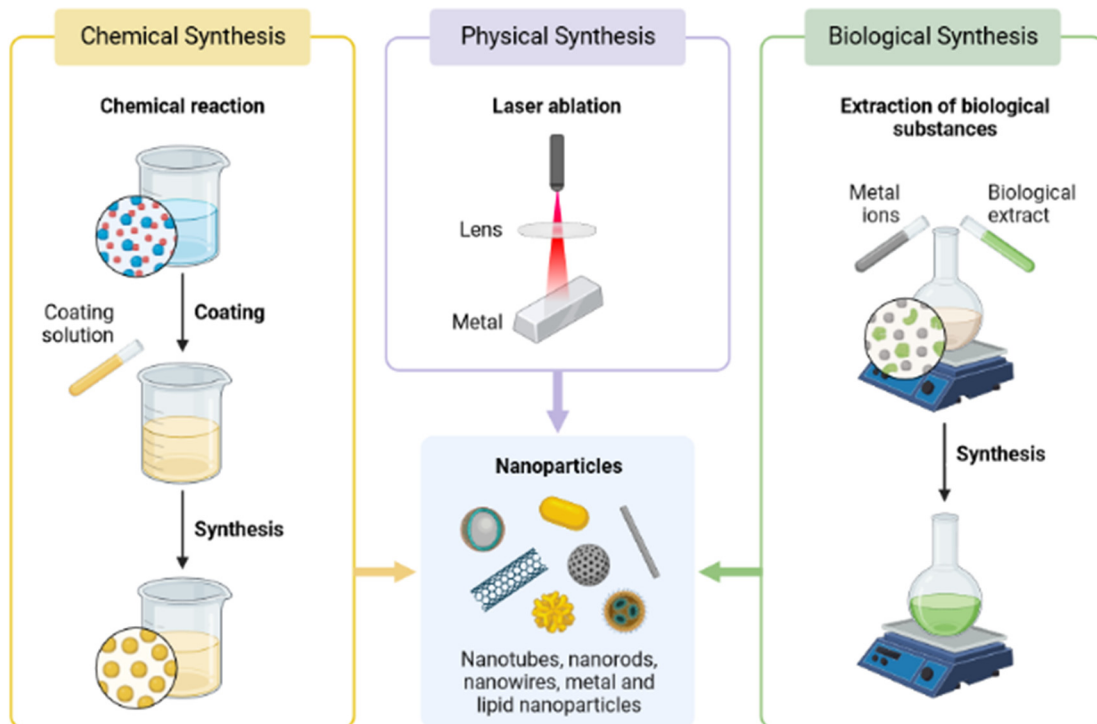 Chemical Synthesis
Chemical reaction
Coating
solution
Coating
Synthesis
Physical Synthesis
Laser ablation
Lens
Metal
Biological Synthesis
Extraction of biological
substances
Metal
ions
Biological
extract
Synthesis
Nanoparticles
Nanotubes, nanorods,
nanowires, metal and
lipid nanoparticles